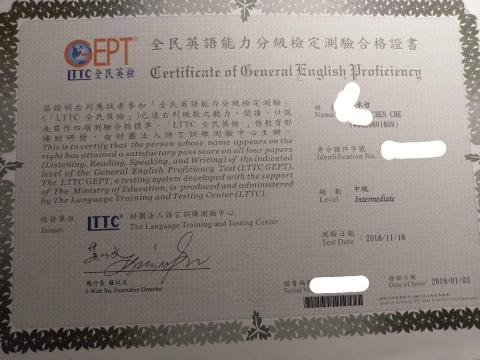 GEPT
LTTC 全民英檢
全民英語能力分級檢定測驗合格證書
Certificate of General English Proficiency
茲證明右列應試者參加「全民英語能力分級檢定測驗」
(「LTTC 全民英檢」)已達右列級數之聽力、閱讀、口說
及寫作四項測驗合格標準。「LTTC 全民英檢」係教育部
補助研發，由財團法人語言訓練測驗中心主辦。
This is to certify that the person whose name appears on the
right has attained a satisfactory pass score on all four papers
(Listening, Reading, Speaking, and Writing) of the indicated
level of the General English Proficiency Test (LTTC GEPT).
The LTTC GEPT, a testing system developed with the support
of The Ministry of Education, is produced and administered
by The Language Training and Testing Center (LTTC).
核發單位
Issuer
LTTC 財團法人語言訓練測驗中心
The Language Training and Testing Center
執行長 蘇以文
I-Wen Su, Executive Director
姓
Name
CHEN CHE
身分證件字號
Identification No.
級 數 中級
Level Intermediate
測驗日期
Test Date 2018/11/18
證書編
Serial N
發證日期
Date of Issue 2019/01/03